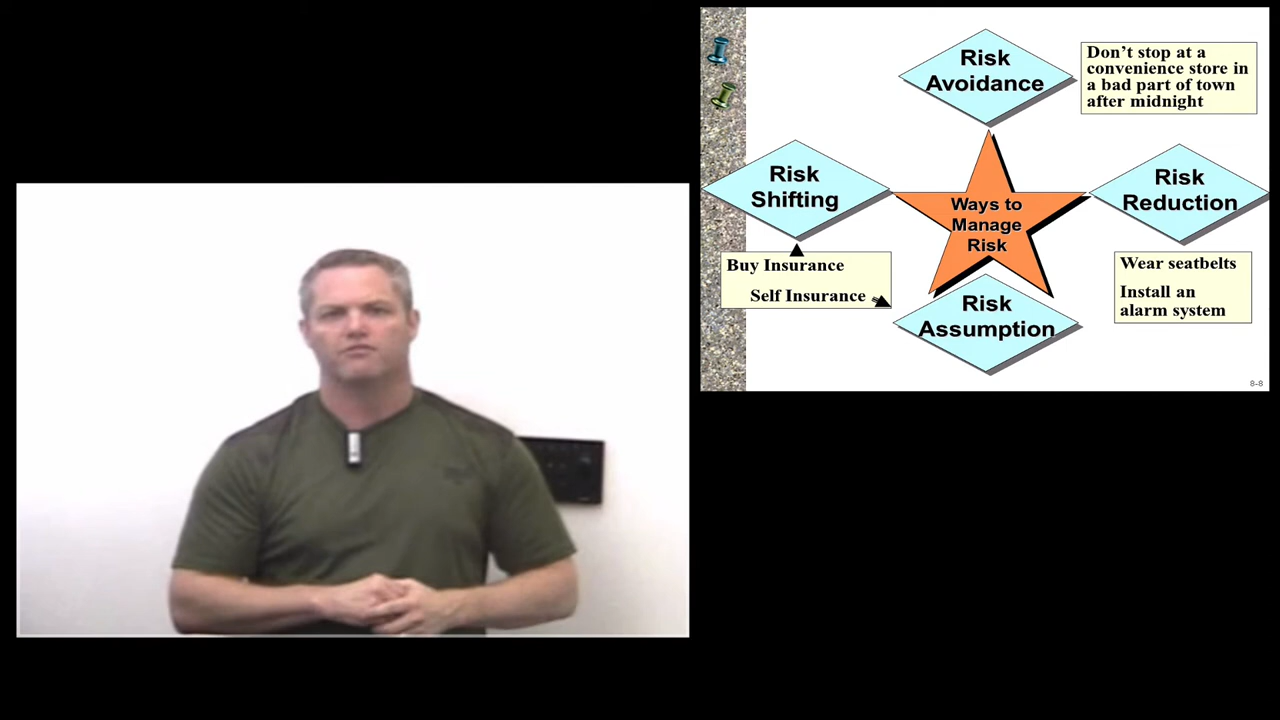 Risk
Avoidance
Don't stop at a
convenience store in
a bad part of town
after midnight
Risk
Shifting
Ways to
Manage
Risk
Risk
Reduction
Buy Insurance
Self Insurance
Wear seatbelts
Install an
alarm system
Risk
Assumption
8-8